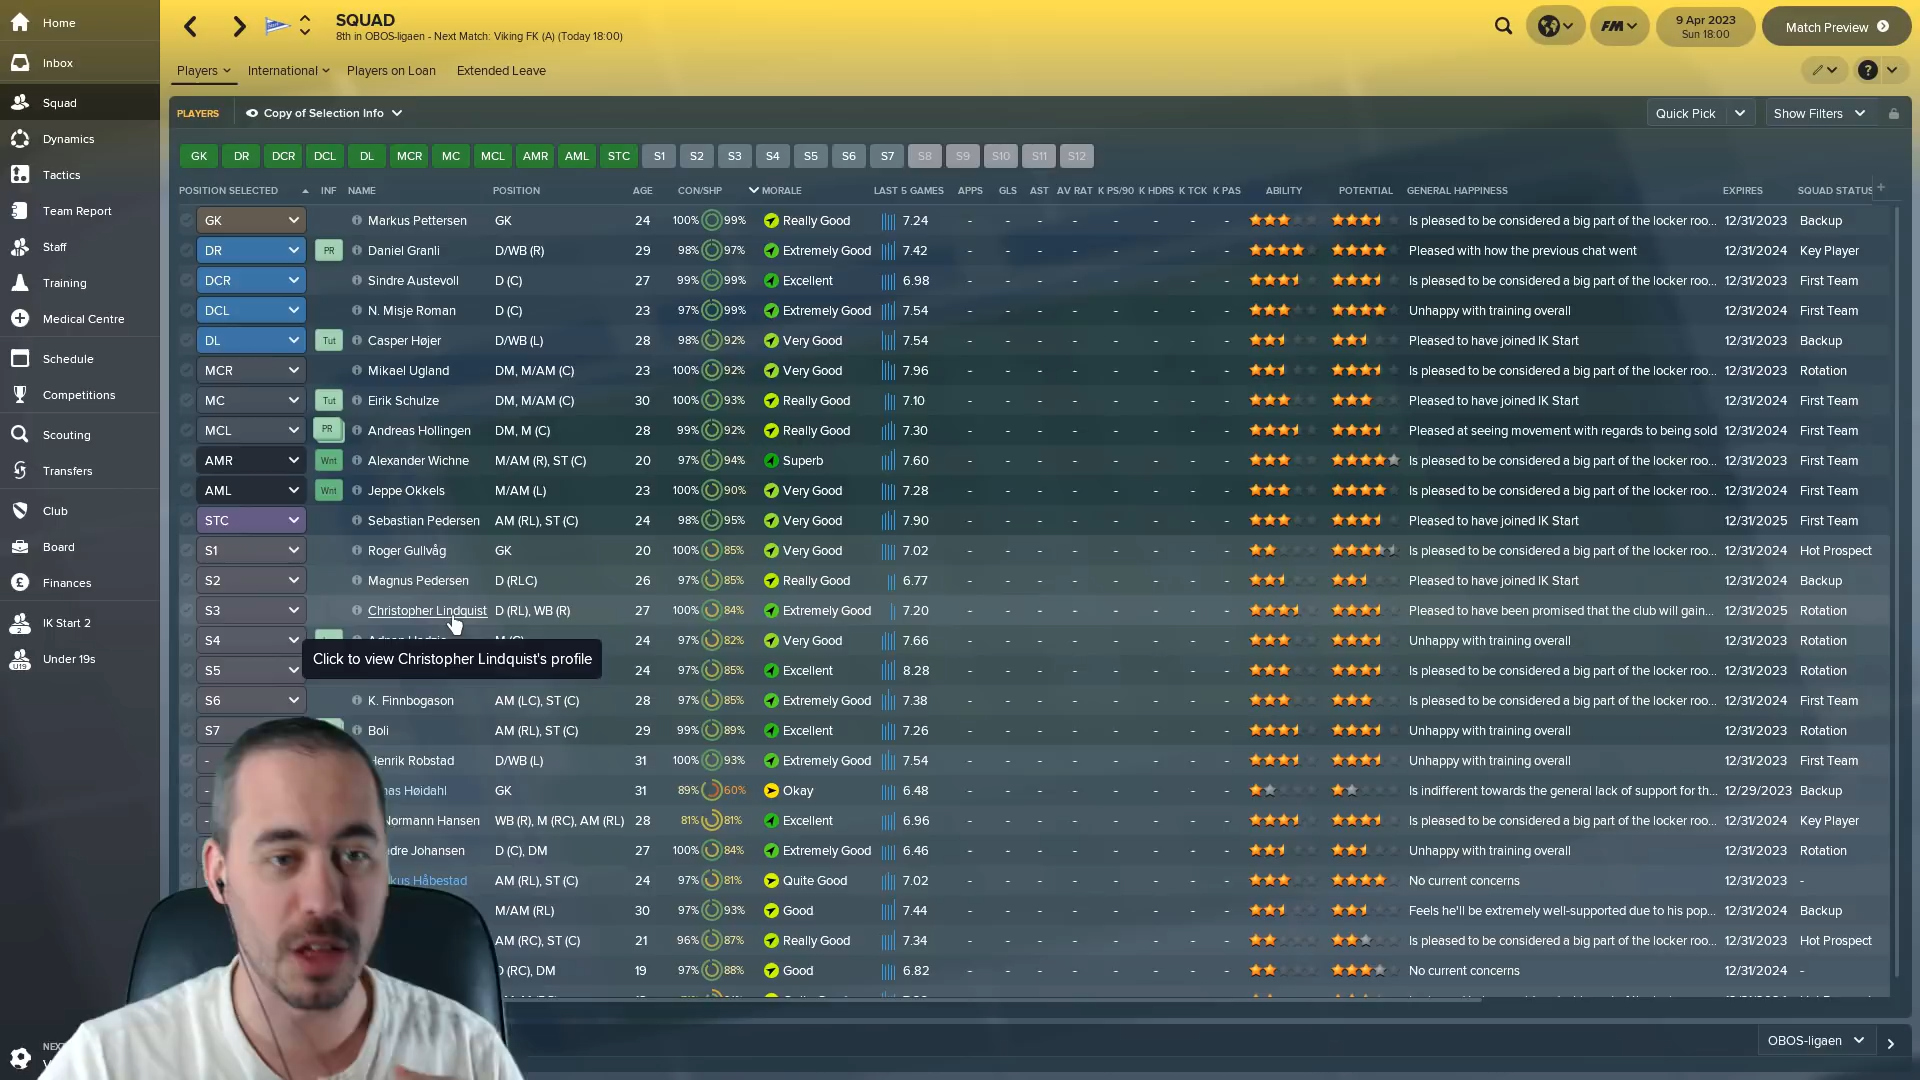 Home
Inbox
Squad
Dynamics
Tactics
Team Report
Staff
Training
Medical Centre
Schedule
Competitions
Scouting
Transfers
Club
Board
Finances
IK Start 2
Under 19s
SQUAD
8th in OBOS-ligaen - Next Match: Viking FK (A) (Today 18:00)
FM
9 Apr 2023
Sun 18:00
Match Preview
Players International Players on Loan Extended Leave
PLAYERS Copy of Selection Info Quick Pick Show Filters
GK DR DCR DCL DL MCR MC MCL AMR AML STC S1 S2 S3 S4 S5 S6 S7 S8 S9 S10 S11 S12
POSITION SELECTED INF NAME POSITION AGE CON/SHP MORALE LAST 5 GAMES APPS GLS AST AV RAT K PS/90 K HDRS K TCK K PAS ABILITY POTENTIAL GENERAL HAPPINESS EXPIRES SQUAD STATUS
GK Markus Pettersen GK 24 100% 99% Really Good 7.24 - - - - - - - - Is pleased to be considered a big part of the locker roo... 12/31/2023 Backup
DR PR Daniel Granli D/WB (R) 29 98% 97% Extremely Good 7.42 - - - - - - - - Pleased with how the previous chat went 12/31/2024 Key Player
DCR Sindre Austevoll D (C) 27 99% 99% Excellent 6.98 - - - - - - - - Is pleased to be considered a big part of the locker roo... 12/31/2023 First Team
DCL N. Misje Roman D (C) 23 97% 99% Extremely Good 7.54 - - - - - - - - Unhappy with training overall 12/31/2023 First Team
DL Tut Casper Højer D/WB (L) 28 98% 92% Very Good 7.54 - - - - - - - - Pleased to have joined IK Start 12/31/2023 Backup
MCR Mikael Ugland DM, M/AM (C) 23 100% 92% Very Good 7.96 - - - - - - - - Is pleased to be considered a big part of the locker roo... 12/31/2023 Rotation
MC Tut Eirik Schulze DM, M/AM (C) 30 100% 93% Really Good 7.10 - - - - - - - - Pleased to have joined IK Start 12/31/2024 First Team
MCL PR Andreas Hollingen DM, M (C) 28 99% 92% Really Good 7.30 - - - - - - - - Pleased at seeing movement with regards to being sold 12/31/2024 First Team
AMR Wnt Alexander Wichne M/AM (R), ST (C) 20 97% 94% Superb 7.60 - - - - - - - - Is pleased to be considered a big part of the locker roo... 12/31/2023 First Team
AML Wnt Jeppe Okkels M/AM (L) 23 100% 90% Very Good 7.28 - - - - - - - - Is pleased to be considered a big part of the locker roo... 12/31/2024 First Team
STC Sebastian Pedersen AM (RL), ST (C) 24 98% 95% Very Good 7.90 - - - - - - - - Pleased to have joined IK Start 12/31/2025 First Team
S1 Roger Gullvåg GK 20 100% 85% Very Good 7.02 - - - - - - - - Is pleased to be considered a big part of the locker roo... 12/31/2024 Hot Prospect
S2 Magnus Pedersen D (RLC) 26 97% 85% Really Good 6.77 - - - - - - - - Pleased to have joined IK Start 12/31/2024 Backup
S3 Christopher Lindquist D (RL), WB (R) 27 100% 84% Extremely Good 7.20 - - - - - - - - Pleased to have been promised that the club will gain... 12/31/2025 Rotation
S4 24 97% 82% Very Good 7.66 - - - - - - - - Unhappy with training overall 12/31/2024 Rotation
Click to view Christopher Lindquist's profile
S5 24 97% 85% Excellent 8.28 - - - - - - - - Is pleased to be considered a big part of the locker roo... 12/31/2023 Rotation
S6 K. Finnbogason AM (LC), ST (C) 28 97% 85% Extremely Good 7.38 - - - - - - - - Is pleased to be considered a big part of the locker roo... 12/31/2024 First Team
S7 Boli AM (RL), ST (C) 29 99% 89% Excellent 7.26 - - - - - - - - Unhappy with training overall 12/31/2023 Rotation
- Henrik Robstad D/WB (L) 31 100% 93% Extremely Good 7.54 - - - - - - - - Unhappy with training overall 12/31/2023 First Team
- Høidahl GK 31 89% 60% Okay 6.48 - - - - - - - - Is indifferent towards the general lack of support for th... 12/29/2023 Backup
- Normann Hansen WB (R), M (RC), AM (RL) 28 81% 81% Excellent 6.96 - - - - - - - - Is pleased to be considered a big part of the locker roo... 12/31/2024 Key Player
Johansen D (C), DM 27 100% 84% Extremely Good 6.46 - - - - - - - - Unhappy with training overall 12/31/2023 Rotation
Håbestad AM (RL), ST (C) 24 97% 81% Quite Good 7.02 - - - - - - - - No current concerns 12/31/2023 -
M/AM (RL) 30 97% 93% Good 7.44 - - - - - - - - Feels he'll be extremely well-supported due to his pop... 12/31/2024 Backup
AM (RC), ST (C) 21 96% 87% Really Good 7.34 - - - - - - - - Is pleased to be considered a big part of the locker roo... 12/31/2023 Hot Prospect
(RC), DM 19 97% 88% Good 6.82 - - - - - - - - No current concerns 12/31/2024 -
OBOS-ligaen